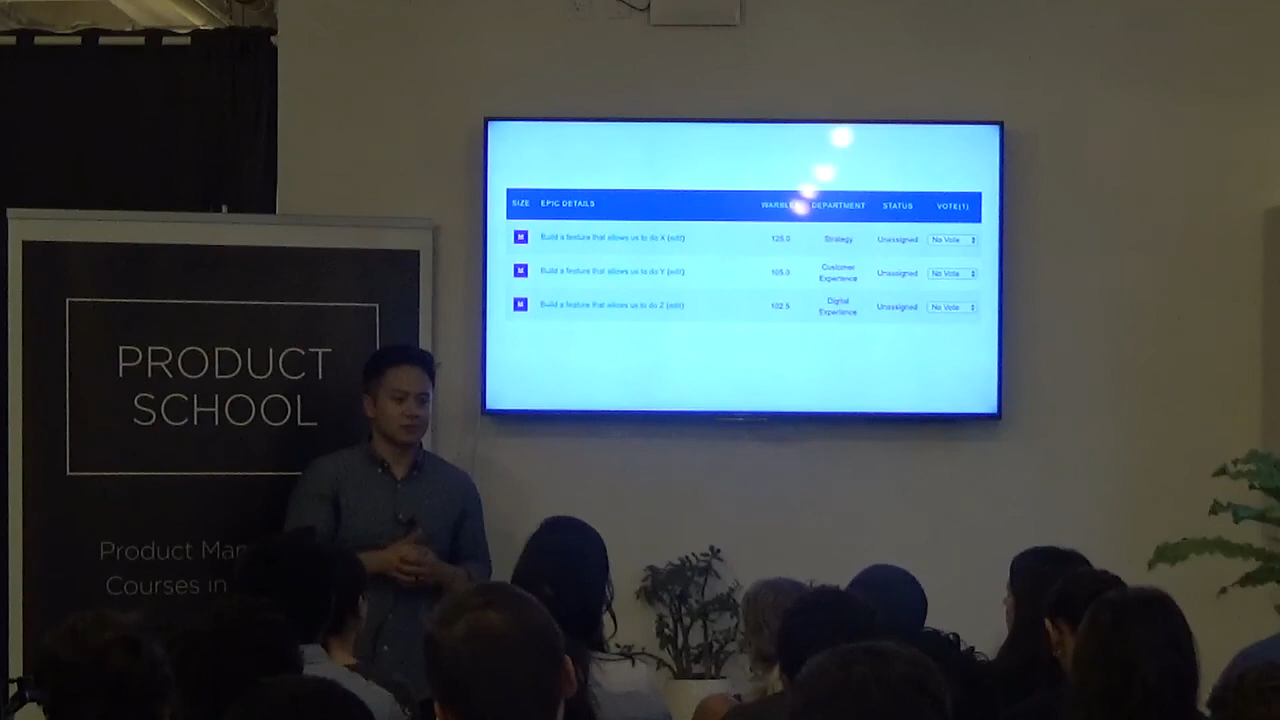 PRODUCT
SCHOOL
Product Man
Courses in
SIZE EPIC DETAILS DEPARTMENT STATUS VOTE(1)
M Build a feature that allows us to do X (edit) 125.0 Strategy Unassigned No Vote
M Build a feature that allows us to do Y (edit) 105.0 Customer Experience Unassigned No Vote
M Build a feature that allows us to do Z (edit) 102.5 Digital Experience Unassigned No Vote